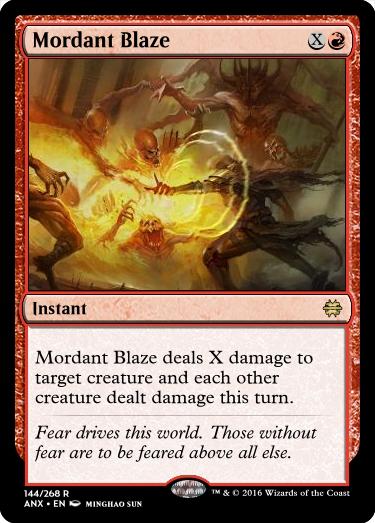 Mordant Blaze X
Instant
Mordant Blaze deals X damage to
target creature and each other
creature dealt damage this turn.
Fear drives this world. Those without
fear are to be feared above all else.
144/268 R
ANX • EN MINGHAO SUN
™ & © 2016 Wizards of the Coast